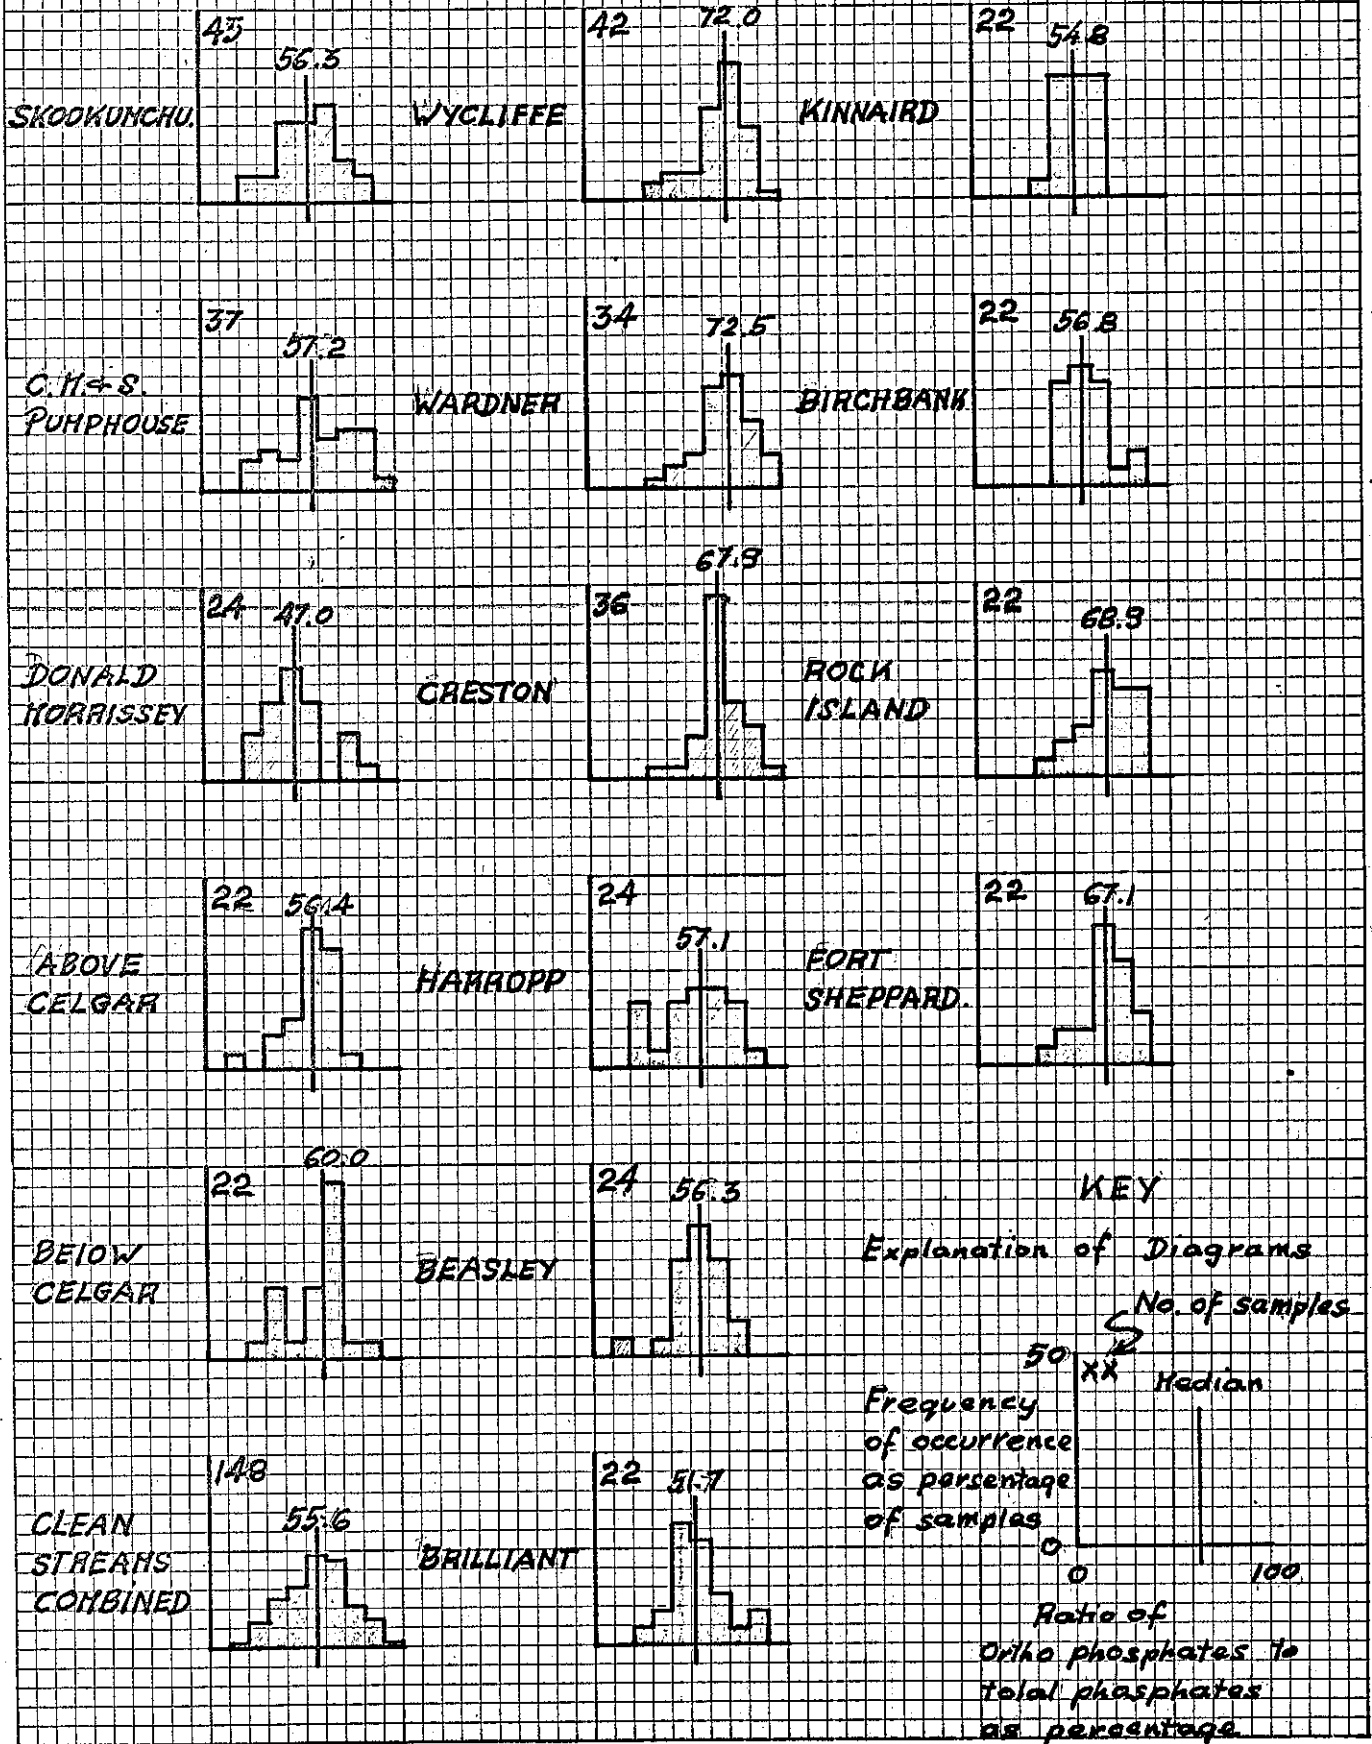 45
56.3
SKOOKUMCHU.
42
72.0
WYCLIFFE
22
54.8
KINNAIRD
37
57.2
C.M.& S.
PUMPHOUSE
34
72.5
WARDNER
22
56.8
BIRCHBANK
24
47.0
DONALD
MORRISSEY
36
67.9
CRESTON
22
68.9
ROCK
ISLAND
22
56.4
ABOVE
CELGAR
24
57.1
HARROPP
22
67.1
FORT
SHEPPARD.
22
60.0
BELOW
CELGAR
24
56.3
BEASLEY
148
55.6
CLEAN
STREAMS
COMBINED
22
51.7
BRILLIANT
KEY
Explanation of Diagrams
No. of samples
50
XX
Median
Frequency
of occurrence
as persentage
of samples
0
0
100
Ratio of
Ortho phosphates to
total phosphates
as percentage